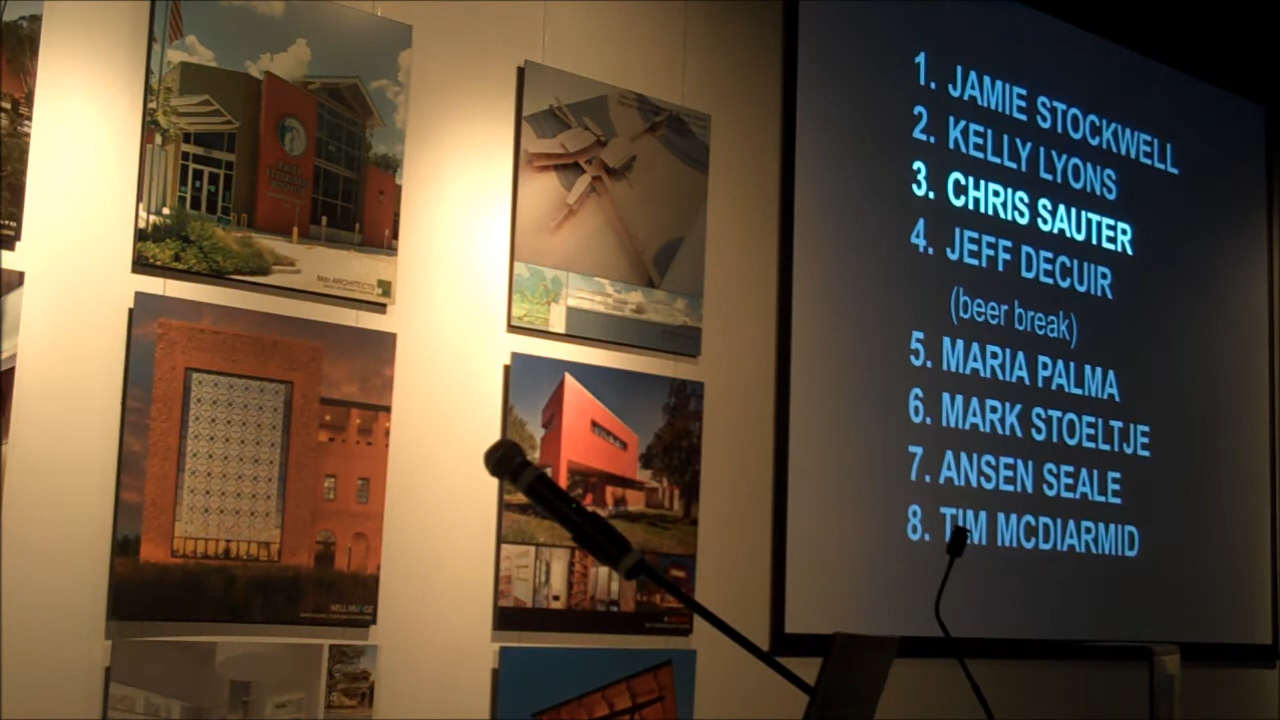 1. JAMIE STOCKWELL
2. KELLY LYONS
3. CHRIS SAUTER
4. JEFF DECUIR
(beer break)
5. MARIA PALMA
6. MARK STOELTJE
7. ANSEN SEALE
8. TIM MCDIARMID
ARCHITECTS